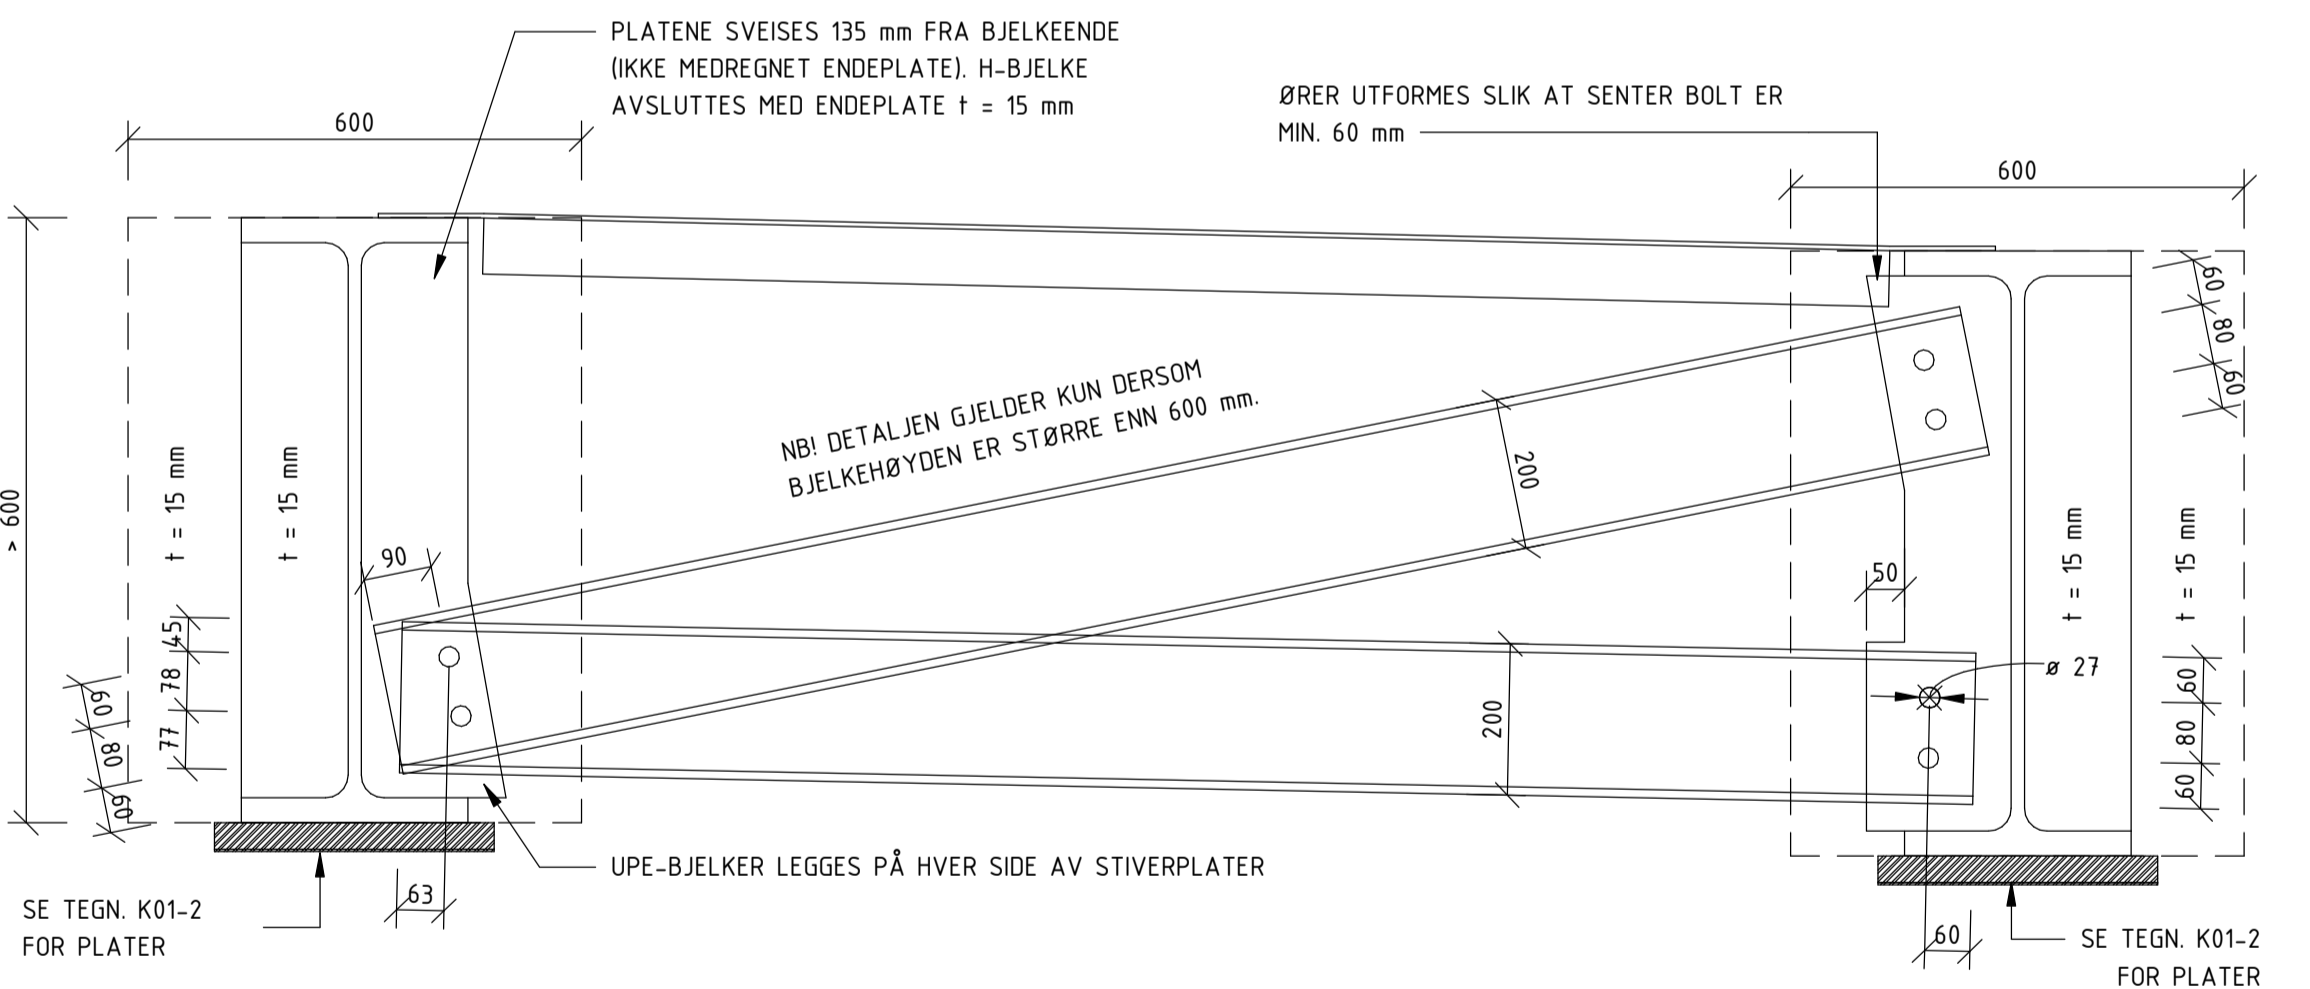 PLATENE SVEISES 135 mm FRA BJELKEENDE
(IKKE MEDREGNET ENDEPLATE). H-BJELKE
AVSLUTTES MED ENDEPLATE t = 15 mm
ØRER UTFORMES SLIK AT SENTER BOLT ER
MIN. 60 mm
600
600
60
80
60
NB! DETALJEN GJELDER KUN DERSOM
BJELKEHØYDEN ER STØRRE ENN 600 mm.
200
> 600
t = 15 mm
t = 15 mm
90
50
t = 15 mm
t = 15 mm
45
78
77
60
80
60
200
ø 27
60
80
60
UPE-BJELKER LEGGES PÅ HVER SIDE AV STIVERPLATER
63
60
SE TEGN. K01-2
FOR PLATER
SE TEGN. K01-2
FOR PLATER